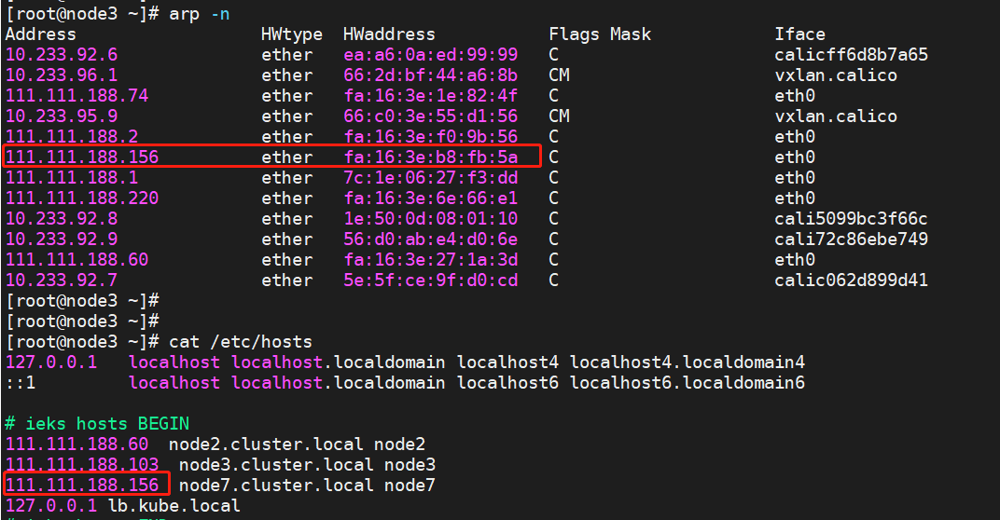 [root@node3 ~]# arp -n
Address HWtype HWaddress Flags Mask Iface
10.233.92.6 ether ea:a6:0a:ed:99:99 C calicff6d8b7a65
10.233.96.1 ether 66:2d:bf:44:a6:8b CM vxlan.calico
111.111.188.74 ether fa:16:3e:1e:82:4f C eth0
10.233.95.9 ether 66:c0:3e:55:d1:56 CM vxlan.calico
111.111.188.2 ether fa:16:3e:f0:9b:56 C eth0
111.111.188.156 ether fa:16:3e:b8:fb:5a C eth0
111.111.188.1 ether 7c:1e:06:27:f3:dd C eth0
111.111.188.220 ether fa:16:3e:6e:66:e1 C eth0
10.233.92.8 ether 1e:50:0d:08:01:10 C cali5099bc3f66c
10.233.92.9 ether 56:d0:ab:e4:d0:6e C cali72c86ebe749
111.111.188.60 ether fa:16:3e:27:1a:3d C eth0
10.233.92.7 ether 5e:5f:ce:9f:d0:cd C calic062d899d41
[root@node3 ~]#
[root@node3 ~]#
[root@node3 ~]# cat /etc/hosts
127.0.0.1 localhost localhost.localdomain localhost4 localhost4.localdomain4
::1 localhost localhost.localdomain localhost6 localhost6.localdomain6
# ieks hosts BEGIN
111.111.188.60 node2.cluster.local node2
111.111.188.103 node3.cluster.local node3
111.111.188.156 node7.cluster.local node7
127.0.0.1 lb.kube.local